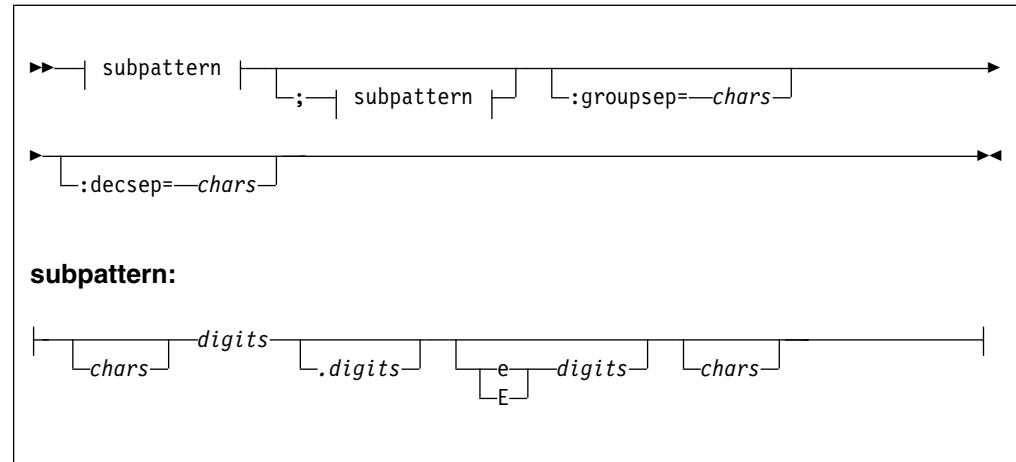 subpattern
; subpattern :groupsep= chars
:decsep= chars
subpattern:
chars digits .digits e digits chars
E